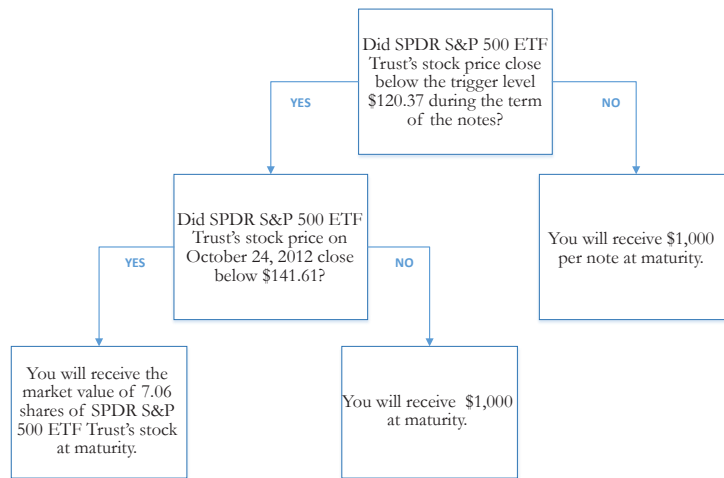 Did SPDR S&P 500 ETF
Trust's stock price close
below the trigger level
$120.37 during the term
of the notes?
YES
NO
Did SPDR S&P 500 ETF
Trust's stock price on
October 24, 2012 close
below $141.61?
You will receive $1,000
per note at maturity.
YES
NO
You will receive the
market value of 7.06
shares of SPDR S&P
500 ETF Trust's stock
at maturity.
You will receive $1,000
at maturity.